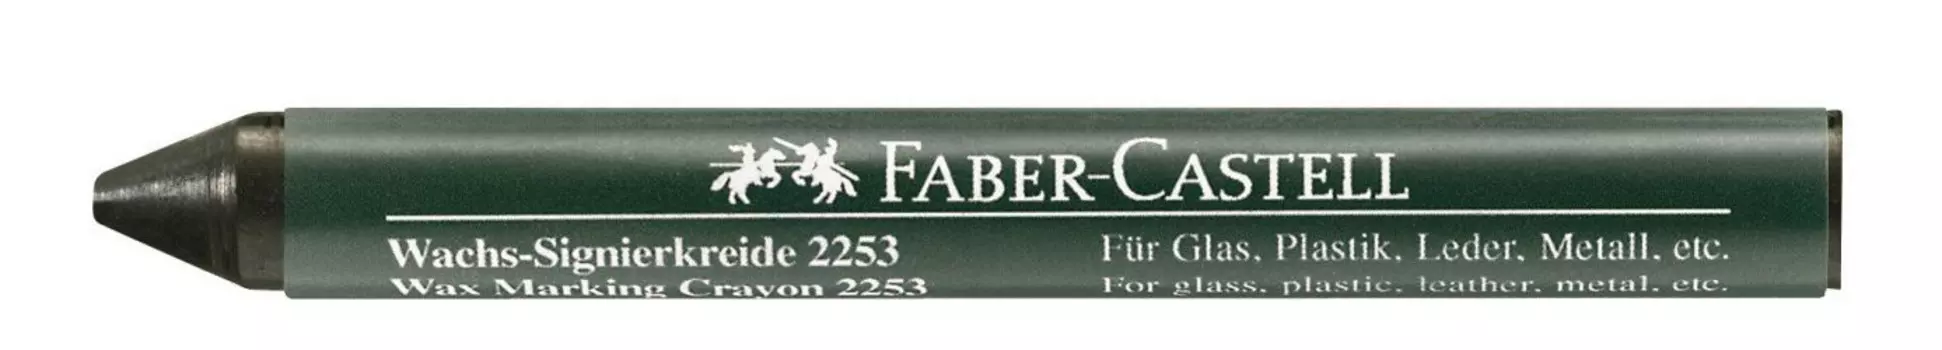 FABER-CASTELL
Wachs-Signierkreide 2253
Für Glas, Plastik, Leder, Metall, etc.
Wax Marking Crayon 2253
For glass, plastic, leather, metal, etc.